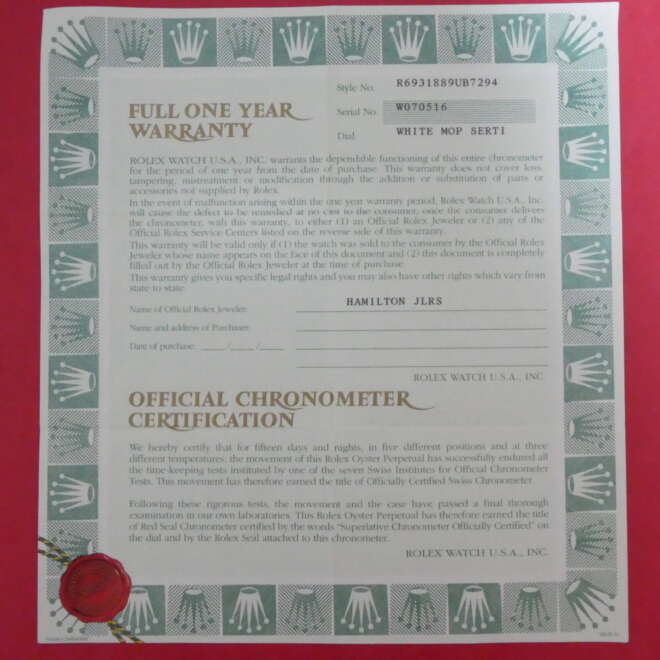 Style No. R6931889UB7294
FULL ONE YEAR
WARRANTY
Serial No. W070516
Dial WHITE MOP SERTI
ROLEX WATCH U.S.A., INC. warrants the dependable functioning of this entire chronometer
for the period of one year from the date of purchase. This warranty does not cover loss,
tampering, mistreatment or modification through the addition or substitution of parts or
accessories not supplied by Rolex.
In the event of malfunction arising within the one year warranty period, Rolex Watch U.S.A., Inc.
will cause the defect to be remedied at no cost to the consumer, once the consumer delivers
the chronometer, with this warranty, to either (1) an Official Rolex Jeweler or (2) any of the
Official Rolex Service Centers listed on the reverse side of this warranty.
This warranty will be valid only if (1) the watch was sold to the consumer by the Official Rolex
Jeweler whose name appears on the face of this document and (2) this document is completely
filled out by the Official Rolex Jeweler at the time of purchase.
This warranty gives you specific legal rights and you may also have other rights which vary from
state to state.
Name of Official Rolex Jeweler: HAMILTON JLRS
Name and address of Purchaser:
Date of purchase: ____/____/____
ROLEX WATCH U.S.A., INC.
OFFICIAL CHRONOMETER
CERTIFICATION
We hereby certify that for fifteen days and nights, in five different positions and at three
different temperatures, the movement of this Rolex Oyster Perpetual has successfully endured all
the time-keeping tests instituted by one of the seven Swiss Institutes for Official Chronometer
Tests. This movement has therefore earned the title of Officially Certified Swiss Chronometer.
Following these rigorous tests, the movement and the case have passed a final thorough
examination in our own laboratories. This Rolex Oyster Perpetual has therefore earned the title
of Red Seal Chronometer certified by the words "Superlative Chronometer Officially Certified" on
the dial and by the Rolex Seal attached to this chronometer.
ROLEX WATCH U.S.A., INC.